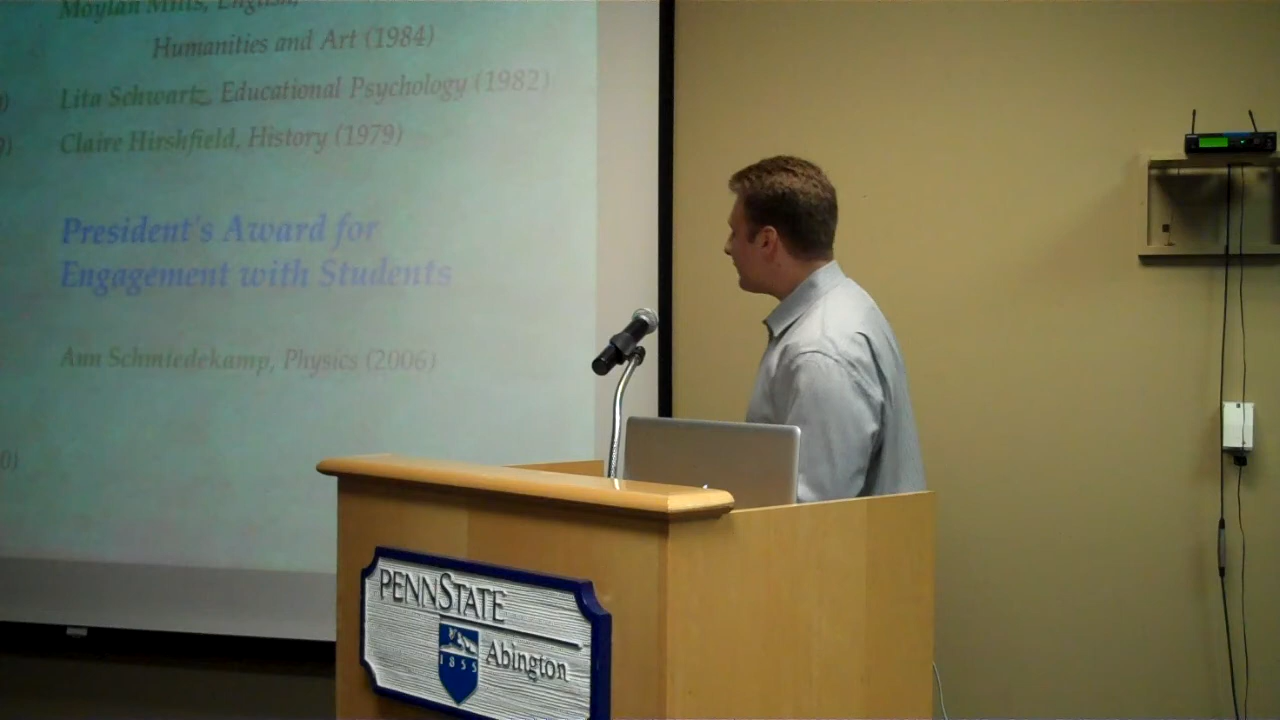 Moylan Mills, English,
Humanities and Art (1984)
Lita Schwartz, Educational Psychology (1982)
Claire Hirshfield, History (1979)
President's Award for
Engagement with Students
Ann Schmiedekamp, Physics (2006)
0)
PENNSTATE
1855
Abington